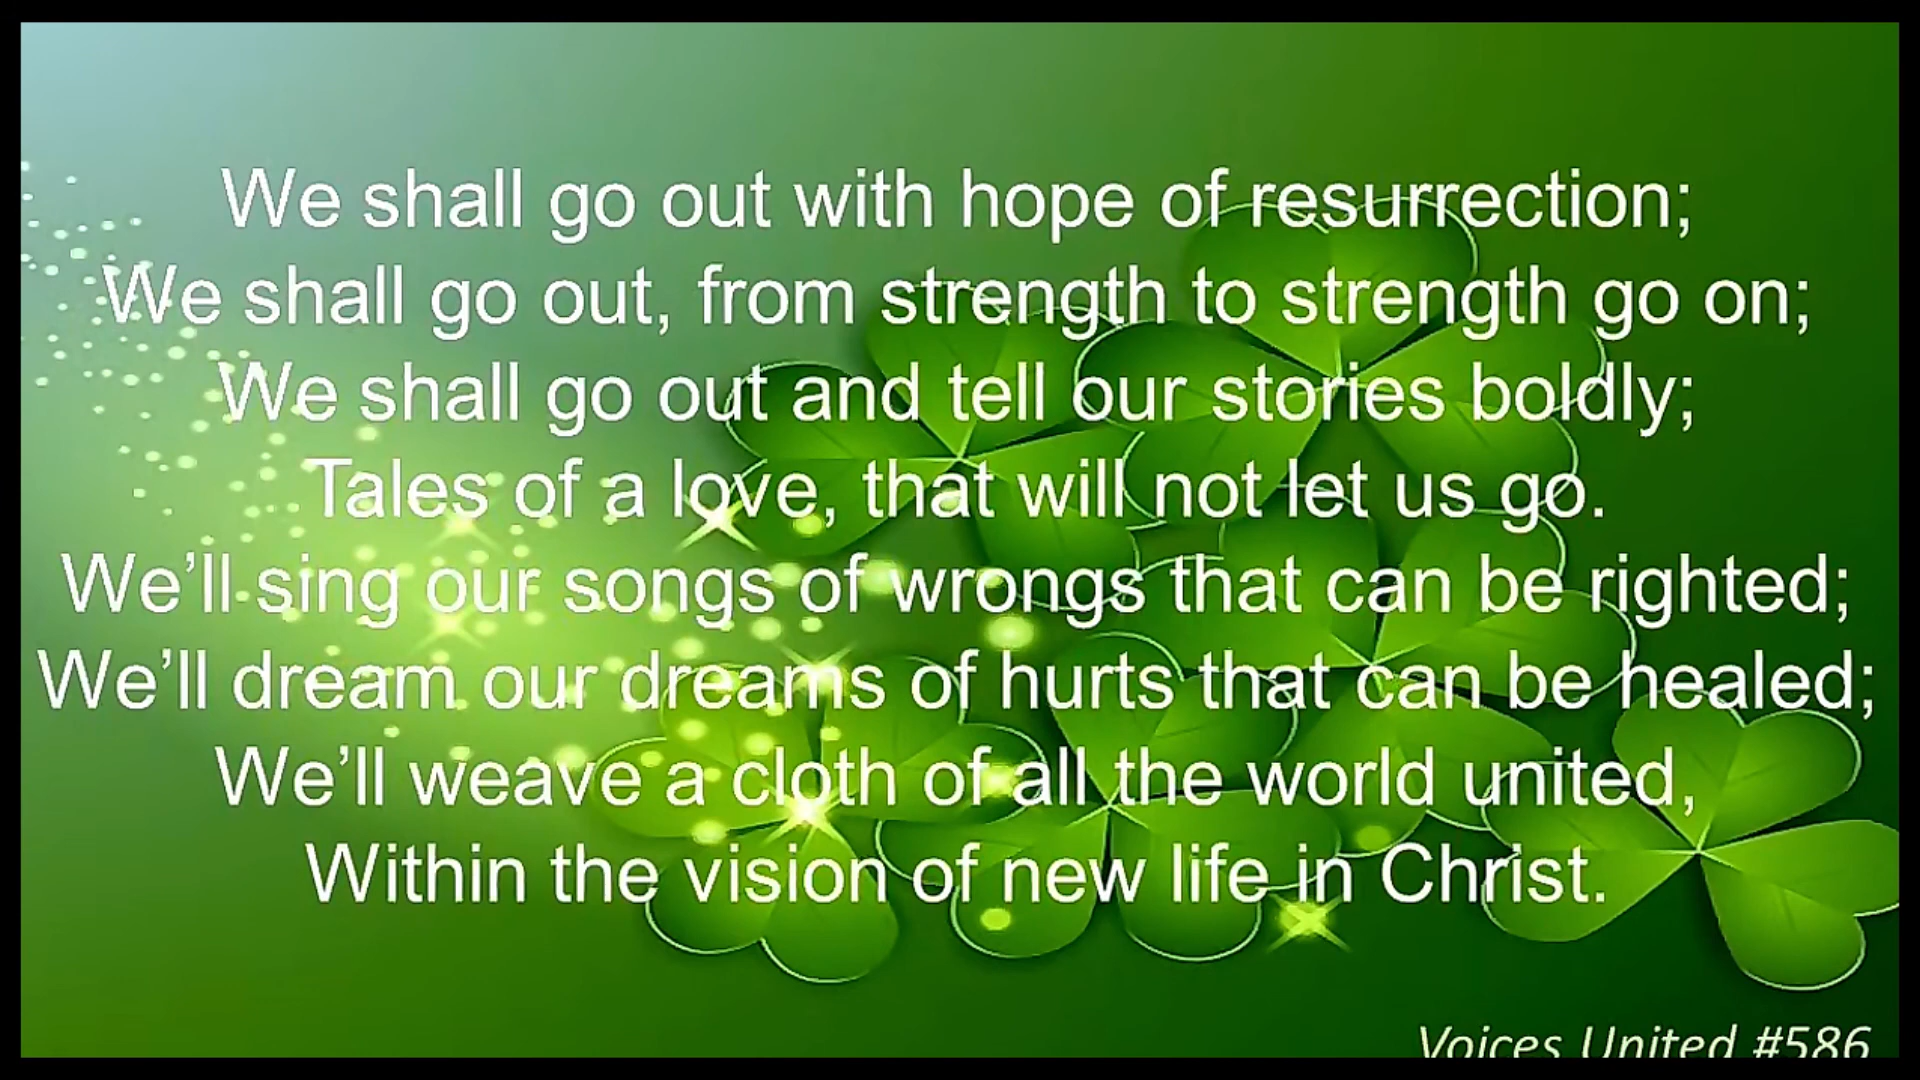 We shall go out with hope of resurrection;
We shall go out, from strength to strength go on;
We shall go out and tell our stories boldly;
Tales of a love, that will not let us go.
We’ll sing our songs of wrongs that can be righted;
We’ll dream our dreams of hurts that can be healed;
We’ll weave a cloth of all the world united,
Within the vision of new life in Christ.
Voices United #586